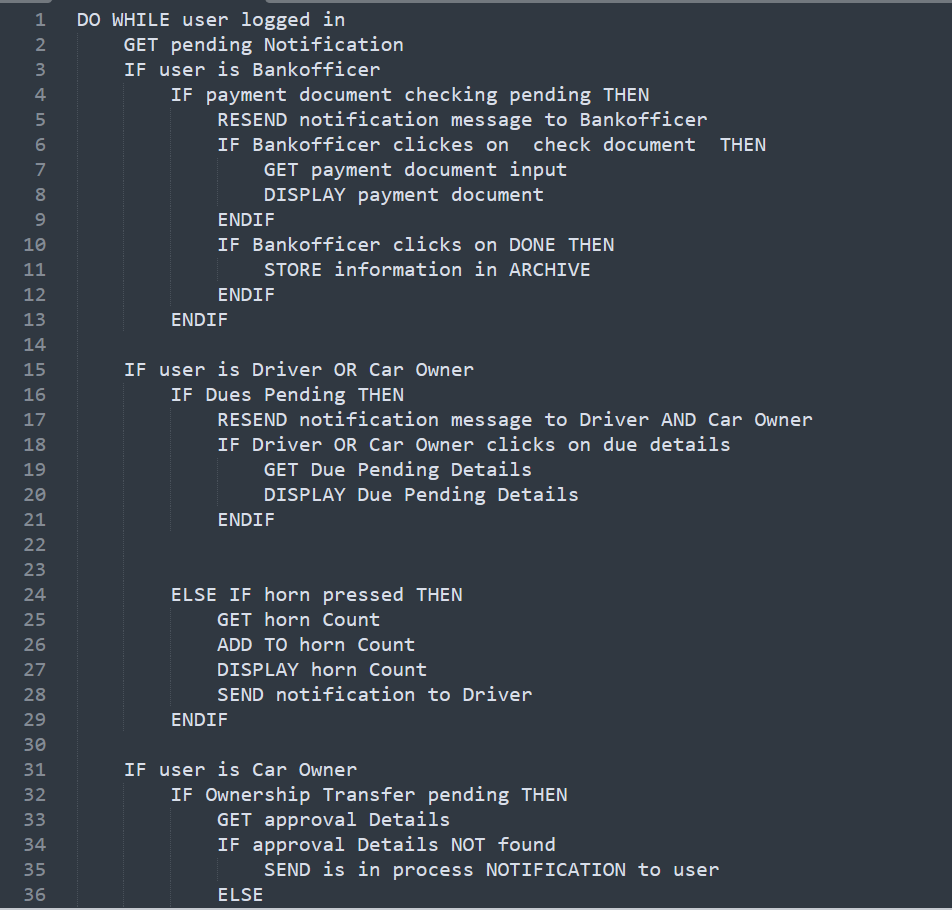 1 DO WHILE user logged in
2 GET pending Notification
3 IF user is Bankofficer
4 IF payment document checking pending THEN
5 RESEND notification message to Bankofficer
6 IF Bankofficer clickes on  check document  THEN
7 GET payment document input
8 DISPLAY payment document
9 ENDIF
10 IF Bankofficer clicks on DONE THEN
11 STORE information in ARCHIVE
12 ENDIF
13 ENDIF
14
15 IF user is Driver OR Car Owner
16 IF Dues Pending THEN
17 RESEND notification message to Driver AND Car Owner
18 IF Driver OR Car Owner clicks on due details
19 GET Due Pending Details
20 DISPLAY Due Pending Details
21 ENDIF
22
23
24 ELSE IF horn pressed THEN
25 GET horn Count
26 ADD TO horn Count
27 DISPLAY horn Count
28 SEND notification to Driver
29 ENDIF
30
31 IF user is Car Owner
32 IF Ownership Transfer pending THEN
33 GET approval Details
34 IF approval Details NOT found
35 SEND is in process NOTIFICATION to user
36 ELSE